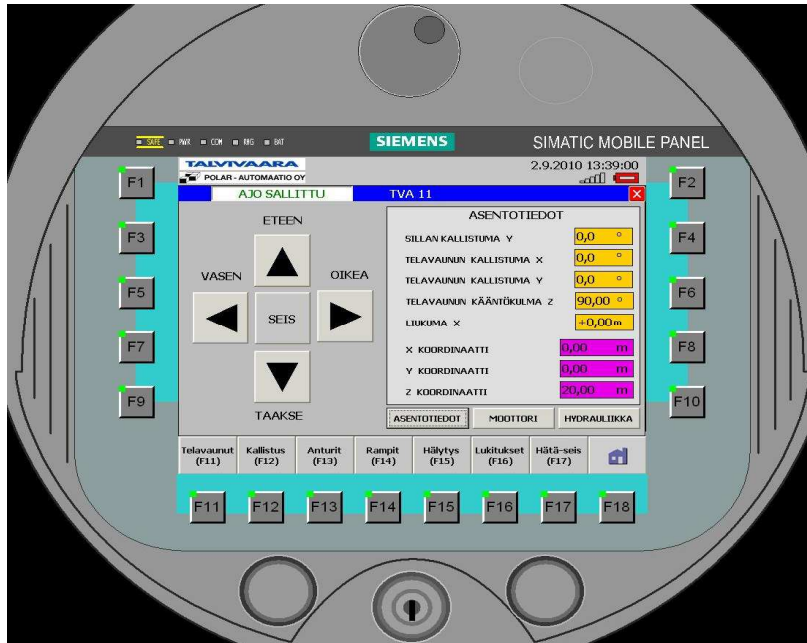 SAFE PWR COM RNG BAT
SIEMENS
SIMATIC MOBILE PANEL
F1
F2
F3
F4
F5
F6
F7
F8
F9
F10
TALVIVAARA
POLAR - AUTOMAATIO OY
2.9.2010 13:39:00
AJO SALLITTU
TVA 11
X
ETEEN
VASEN
OIKEA
SEIS
TAAKSE
ASENTOTIEDOT
SILLAN KALLISTUMA Y 0,0 °
TELAVAUNUN KALLISTUMA X 0,0 °
TELAVAUNUN KALLISTUMA Y 0,0 °
TELAVAUNUN KÄÄNTÖKULMA Z 90,00 °
LIUKUMA X +0,00m
X KOORDINAATTI 0,00 m
Y KOORDINAATTI 0,00 m
Z KOORDINAATTI 20,00 m
ASENTOTIEDOT MOOTTORI HYDRAULIIKKA
Telavaunut (F11)
Kallistus (F12)
Anturit (F13)
Rampit (F14)
Hälytys (F15)
Lukitukset (F16)
Hätä-seis (F17)
F11 F12 F13 F14 F15 F16 F17 F18